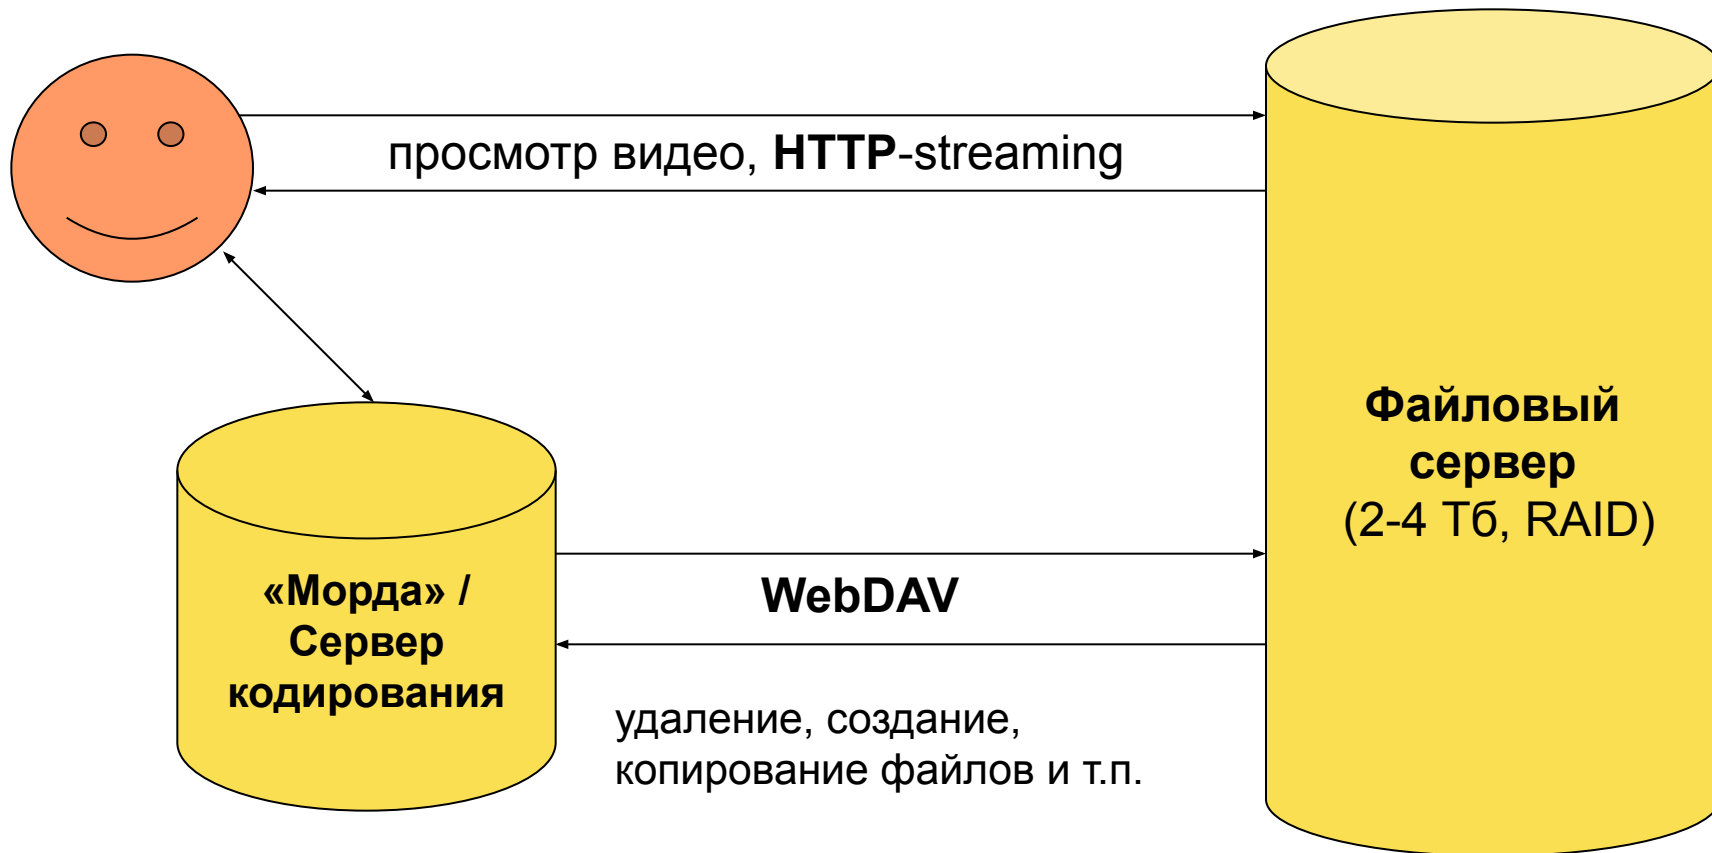 просмотр видео, HTTP-streaming
Файловый
сервер
(2-4 Тб, RAID)
«Морда» /
Сервер
кодирования
WebDAV
удаление, создание,
копирование файлов и т.п.